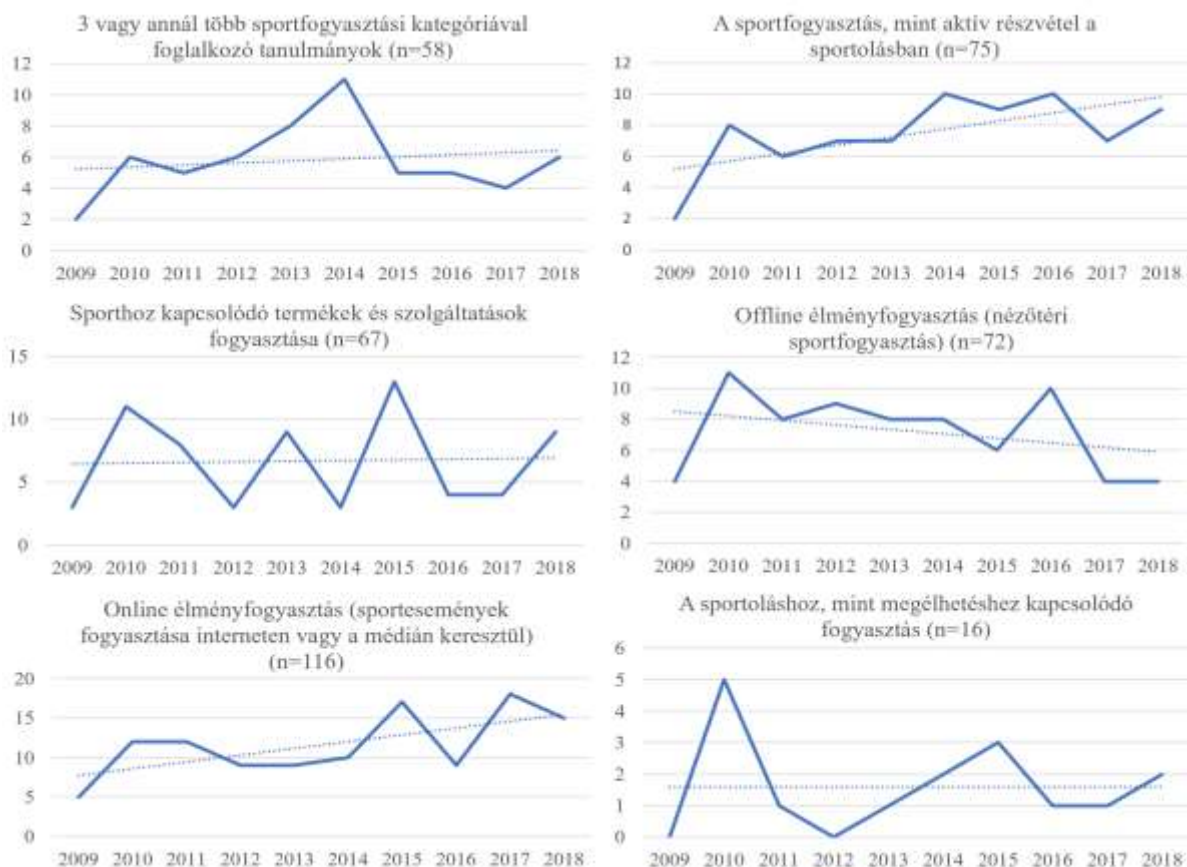 3 vagy annál több sportfogyasztási kategóriával
foglalkozó tanulmányok (n=58)
12
10
8
6
4
2
0
2009 2010 2011 2012 2013 2014 2015 2016 2017 2018
A sportfogyasztás, mint aktív részvétel a
sportolásban (n=75)
12
10
8
6
4
2
0
2009 2010 2011 2012 2013 2014 2015 2016 2017 2018
Sporthoz kapcsolódó termékek és szolgáltatások
fogyasztása (n=67)
15
10
5
0
2009 2010 2011 2012 2013 2014 2015 2016 2017 2018
Offline élményfogyasztás (nézőtéri
sportfogyasztás) (n=72)
12
10
8
6
4
2
0
2009 2010 2011 2012 2013 2014 2015 2016 2017 2018
Online élményfogyasztás (sportesemények
fogyasztása interneten vagy a médián keresztül)
(n=116)
20
15
10
5
0
2009 2010 2011 2012 2013 2014 2015 2016 2017 2018
A sportoláshoz, mint megélhetéshez kapcsolódó
fogyasztás (n=16)
6
5
4
3
2
1
0
2009 2010 2011 2012 2013 2014 2015 2016 2017 2018